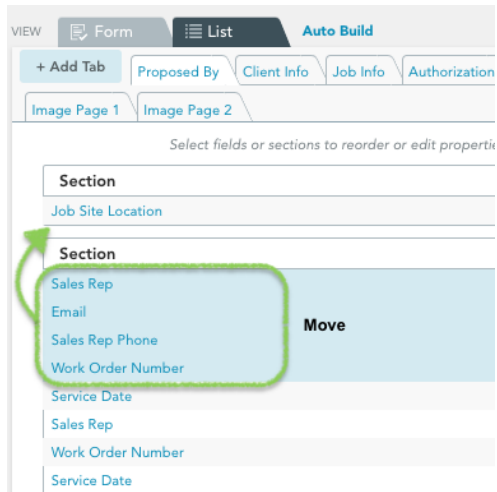 VIEW Form List Auto Build
+ Add Tab Proposed By Client Info Job Info Authorization
Image Page 1 Image Page 2
Select fields or sections to reorder or edit properti
Section
Job Site Location
Section
Sales Rep
Email
Move
Sales Rep Phone
Work Order Number
Service Date
Sales Rep
Work Order Number
Service Date